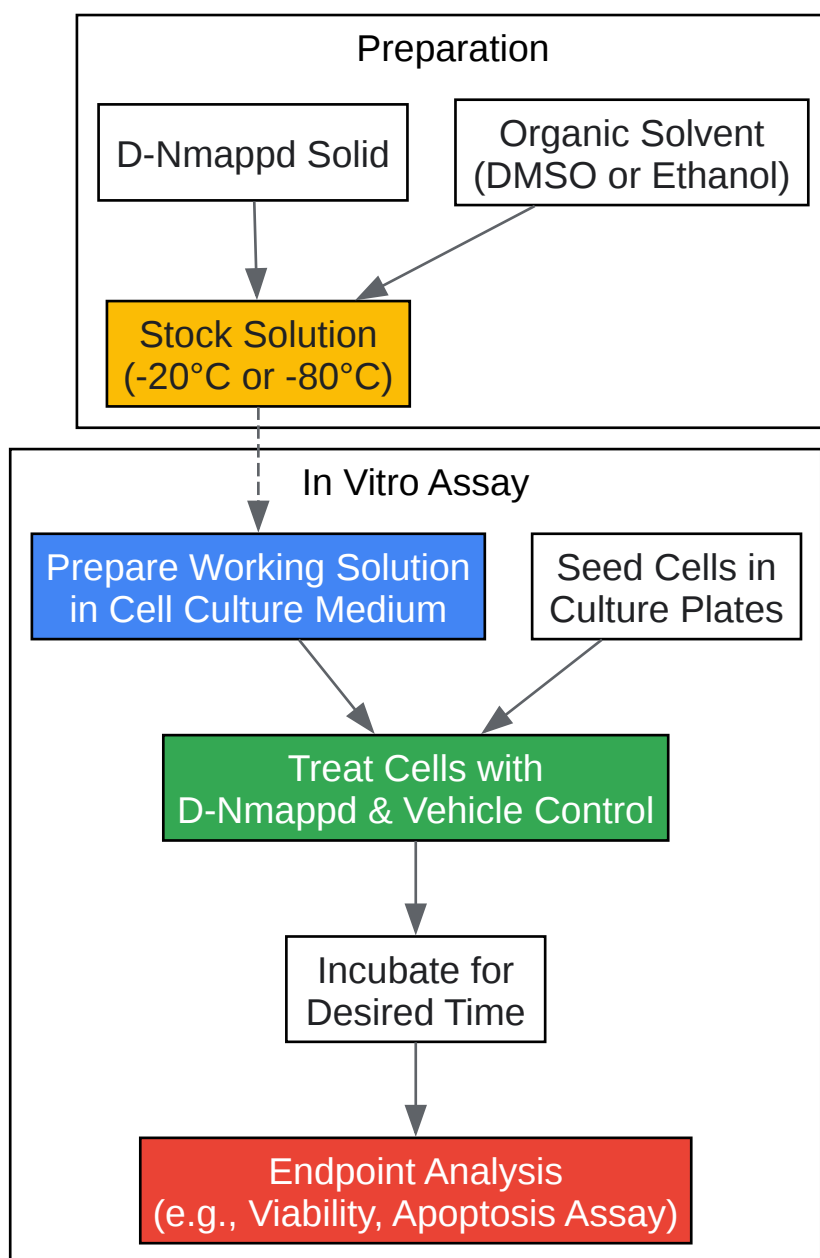 Preparation
D-Nmappd Solid
Organic Solvent
(DMSO or Ethanol)
Stock Solution
(-20°C or -80°C)
In Vitro Assay
Prepare Working Solution
in Cell Culture Medium
Seed Cells in
Culture Plates
Treat Cells with
D-Nmappd & Vehicle Control
Incubate for
Desired Time
Endpoint Analysis
(e.g., Viability, Apoptosis Assay)